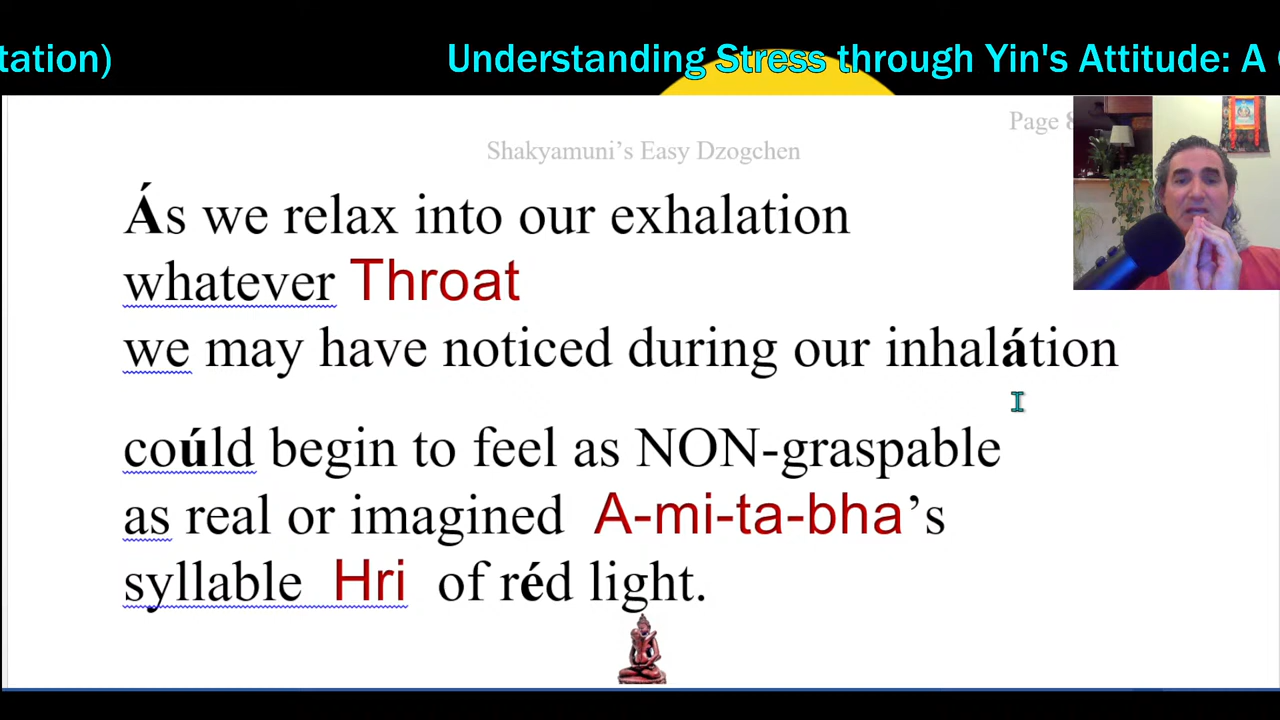 tation) Understanding Stress through Yin's Attitude: A
Page 8
Shakyamuni’s Easy Dzogchen
Ás we relax into our exhalation
whatever Throat
we may have noticed during our inhalátion
coúld begin to feel as NON-graspable
as real or imagined A-mi-ta-bha’s
syllable Hri of réd light.